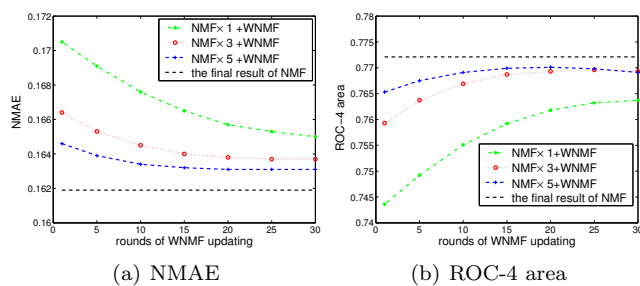 0.172
0.17
0.168
0.166
0.164
0.162
0.16
NMAE
NMF× 1 +WNMF
NMF× 3 +WNMF
NMF× 5 +WNMF
the final result of NMF
0 5 10 15 20 25 30
rounds of WNMF updating
(a) NMAE
0.78
0.775
0.77
0.765
0.76
0.755
0.75
0.745
0.74
ROC−4 area
NMF× 1+WNMF
NMF× 3+WNMF
NMF× 5+WNMF
the final result of NMF
0 5 10 15 20 25 30
rounds of WNMF updating
(b) ROC-4 area